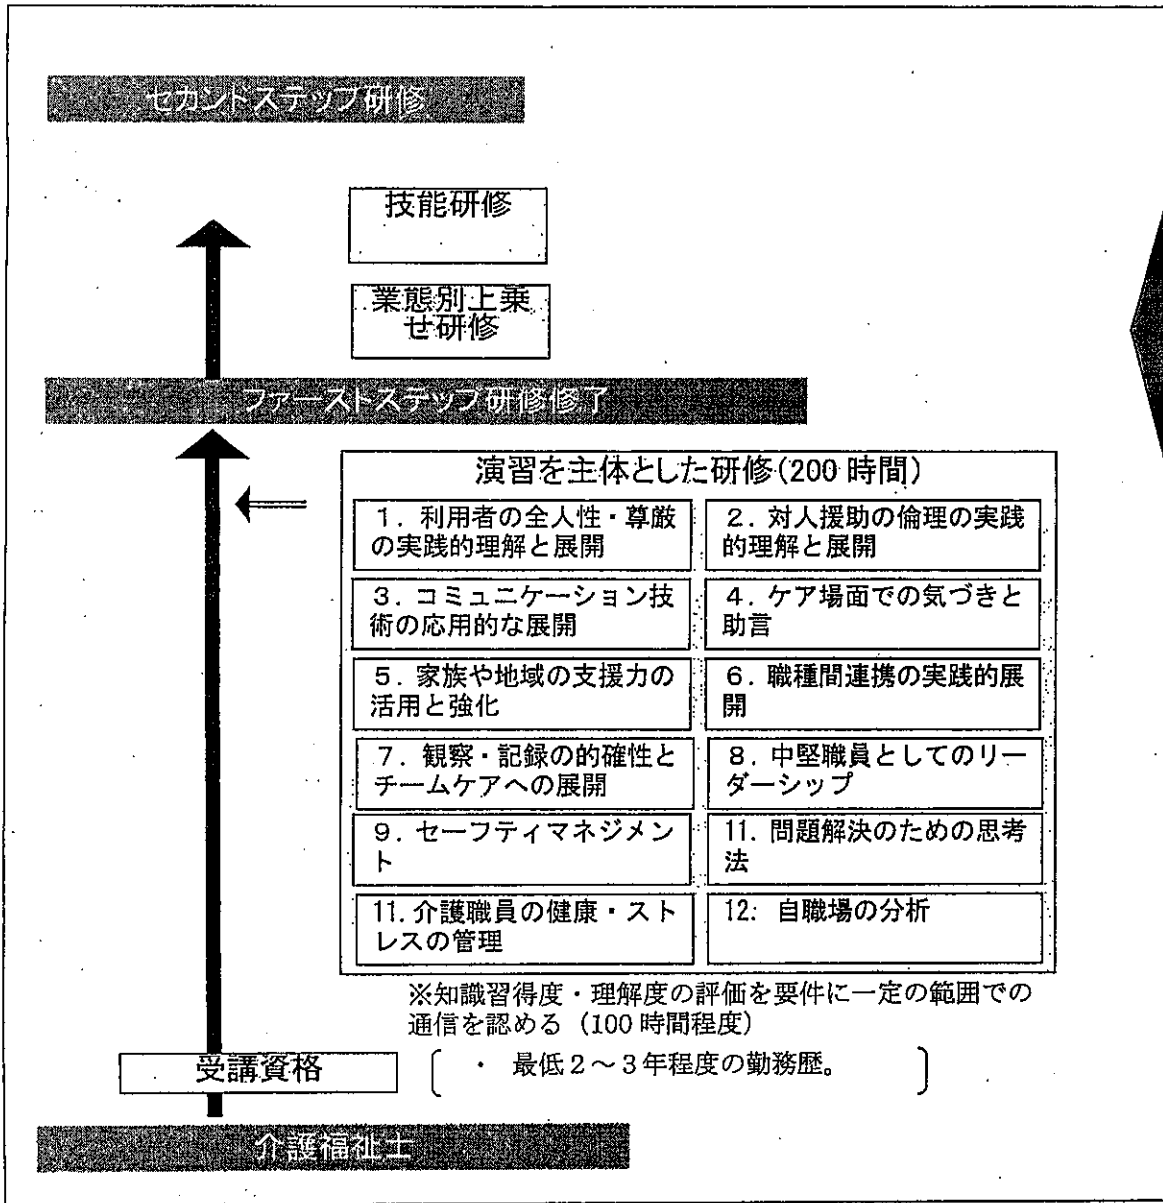 セカンドステップ研修
技能研修
業態別上乗
せ研修
ファーストステップ研修修了
演習を主体とした研修(200時間)
1. 利用者の全人性・尊厳
の実践的理解と展開
2. 対人援助の倫理の実践
的理解と展開
3. コミュニケーション技
術の応用的な展開
4. ケア場面での気づきと
助言
5. 家族や地域の支援力の
活用と強化
6. 職種間連携の実践的展
開
7. 観察・記録の的確性と
チームケアへの展開
8. 中堅職員としてのリー
ダーシップ
9. セーフティマネジメン
ト
11. 問題解決のための思考
法
11. 介護職員の健康・スト
レスの管理
12: 自職場の分析
※知識習得度・理解度の評価を要件に一定の範囲での
通信を認める (100時間程度)
受講資格
・ 最低2~3年程度の勤務歴。
介護福祉士